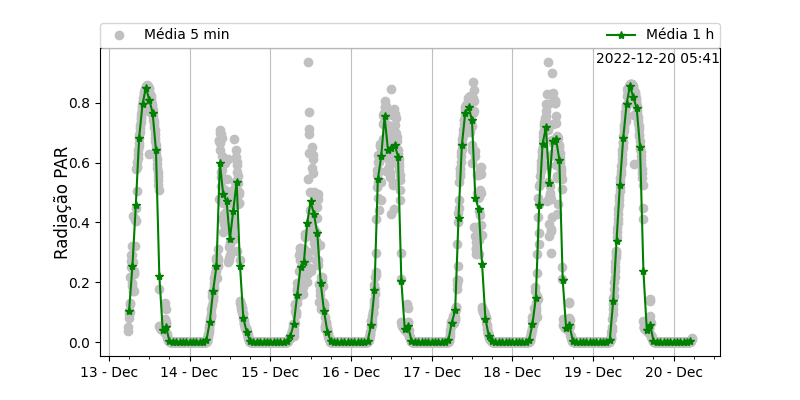 Média 5 min
Média 1 h
2022-12-20 05:41
Radiação PAR
0.8
0.6
0.4
0.2
0.0
13 - Dec
14 - Dec
15 - Dec
16 - Dec
17 - Dec
18 - Dec
19 - Dec
20 - Dec